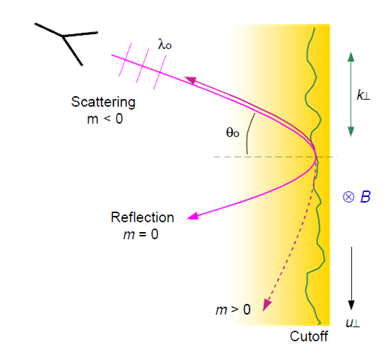 λo
Scattering
m < 0
k⊥
θo
⊗ B
Reflection
m = 0
m > 0
u⊥
Cutoff